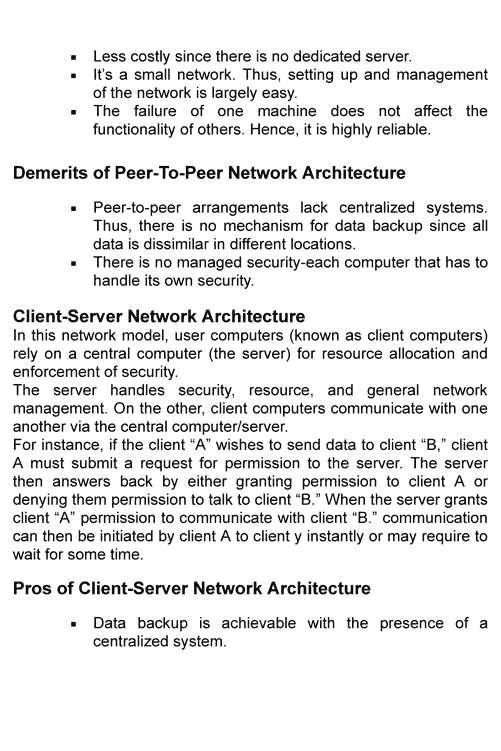 ▪ Less costly since there is no dedicated server.
▪ It's a small network. Thus, setting up and management
of the network is largely easy.
▪ The failure of one machine does not affect the
functionality of others. Hence, it is highly reliable.
Demerits of Peer-To-Peer Network Architecture
▪ Peer-to-peer arrangements lack centralized systems.
Thus, there is no mechanism for data backup since all
data is dissimilar in different locations.
▪ There is no managed security-each computer that has to
handle its own security.
Client-Server Network Architecture
In this network model, user computers (known as client computers)
rely on a central computer (the server) for resource allocation and
enforcement of security.
The server handles security, resource, and general network
management. On the other, client computers communicate with one
another via the central computer/server.
For instance, if the client “A” wishes to send data to client “B,” client
A must submit a request for permission to the server. The server
then answers back by either granting permission to client A or
denying them permission to talk to client “B.” When the server grants
client “A” permission to communicate with client “B.” communication
can then be initiated by client A to client y instantly or may require to
wait for some time.
Pros of Client-Server Network Architecture
▪ Data backup is achievable with the presence of a
centralized system.